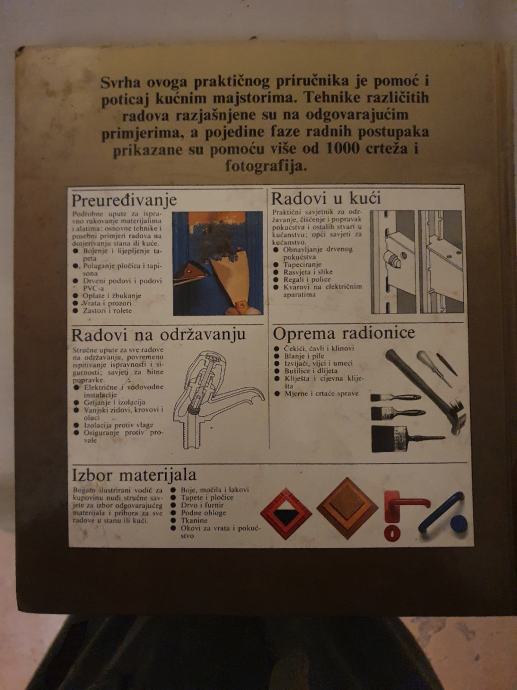 Svrha ovoga praktičnog priručnika je pomoć i
poticaj kućnim majstorima. Tehnike različitih
radova razjašnjene su na odgovarajućim
primjerima, a pojedine faze radnih postupaka
prikazane su pomoću više od 1000 crteža i
fotografija.
Preuređivanje
Podrobne upute za ispra-
vno rukovanje materijalima
i alatima: osnovne tehnike i
posebni primjeri radova na
dotjerivanju stana ili kuće.
● Bojenje i lijepljenje ta-
peta
● Polaganje pločica i tapi-
sona
● Drveni podovi i podovi
PVC-a
● Oplate i žbukanje
● Vrata i prozori
● Zastori i rolete
Radovi u kući
Praktični savjetnik za odr-
žavanje, čišćenje i popravak
pokućstva i ostalih stvari u
kućanstvu; opći savjeti za
kućanstvo.
● Obnavljanje drvenog
pokućstva
● Tapeciranje
● Rasvjeta i slike
● Regali i police
● Kvarovi na električnim
aparatima
Radovi na održavanju
Stručne upute za sve radove
na održavanju, povremenu
ispitivanje ispravnosti i si-
gurnosti; savjeti za hitne
popravke.
● Električne i vodovodne
instalacije
● Grijanje i izolacija
● Vanjski zidovi, krovovi i
oluci
● Izolacija protiv vlage
● Osiguranje protiv pro-
vale
Oprema radionice
● Čekići, čavli i klinovi
● Blanje i pile
● Izvijači, vijci i umeci
● Bušilice i dlijeta
● Kliješta i cijevna klije-
šta
● Mjerne i crtaće sprave
Izbor materijala
Bogato ilustrirani vodič za
kupovinu nudi stručne sav-
jete za izbor odgovarajućeg
materijala i pribora za sve
radove u stanu ili kući.
● Boje, močila i lakovi
● Tapete i pločice
● Drvo i furnir
● Podne obloge
● Tkanine
● Okovi za vrata i pokuć-
stvo